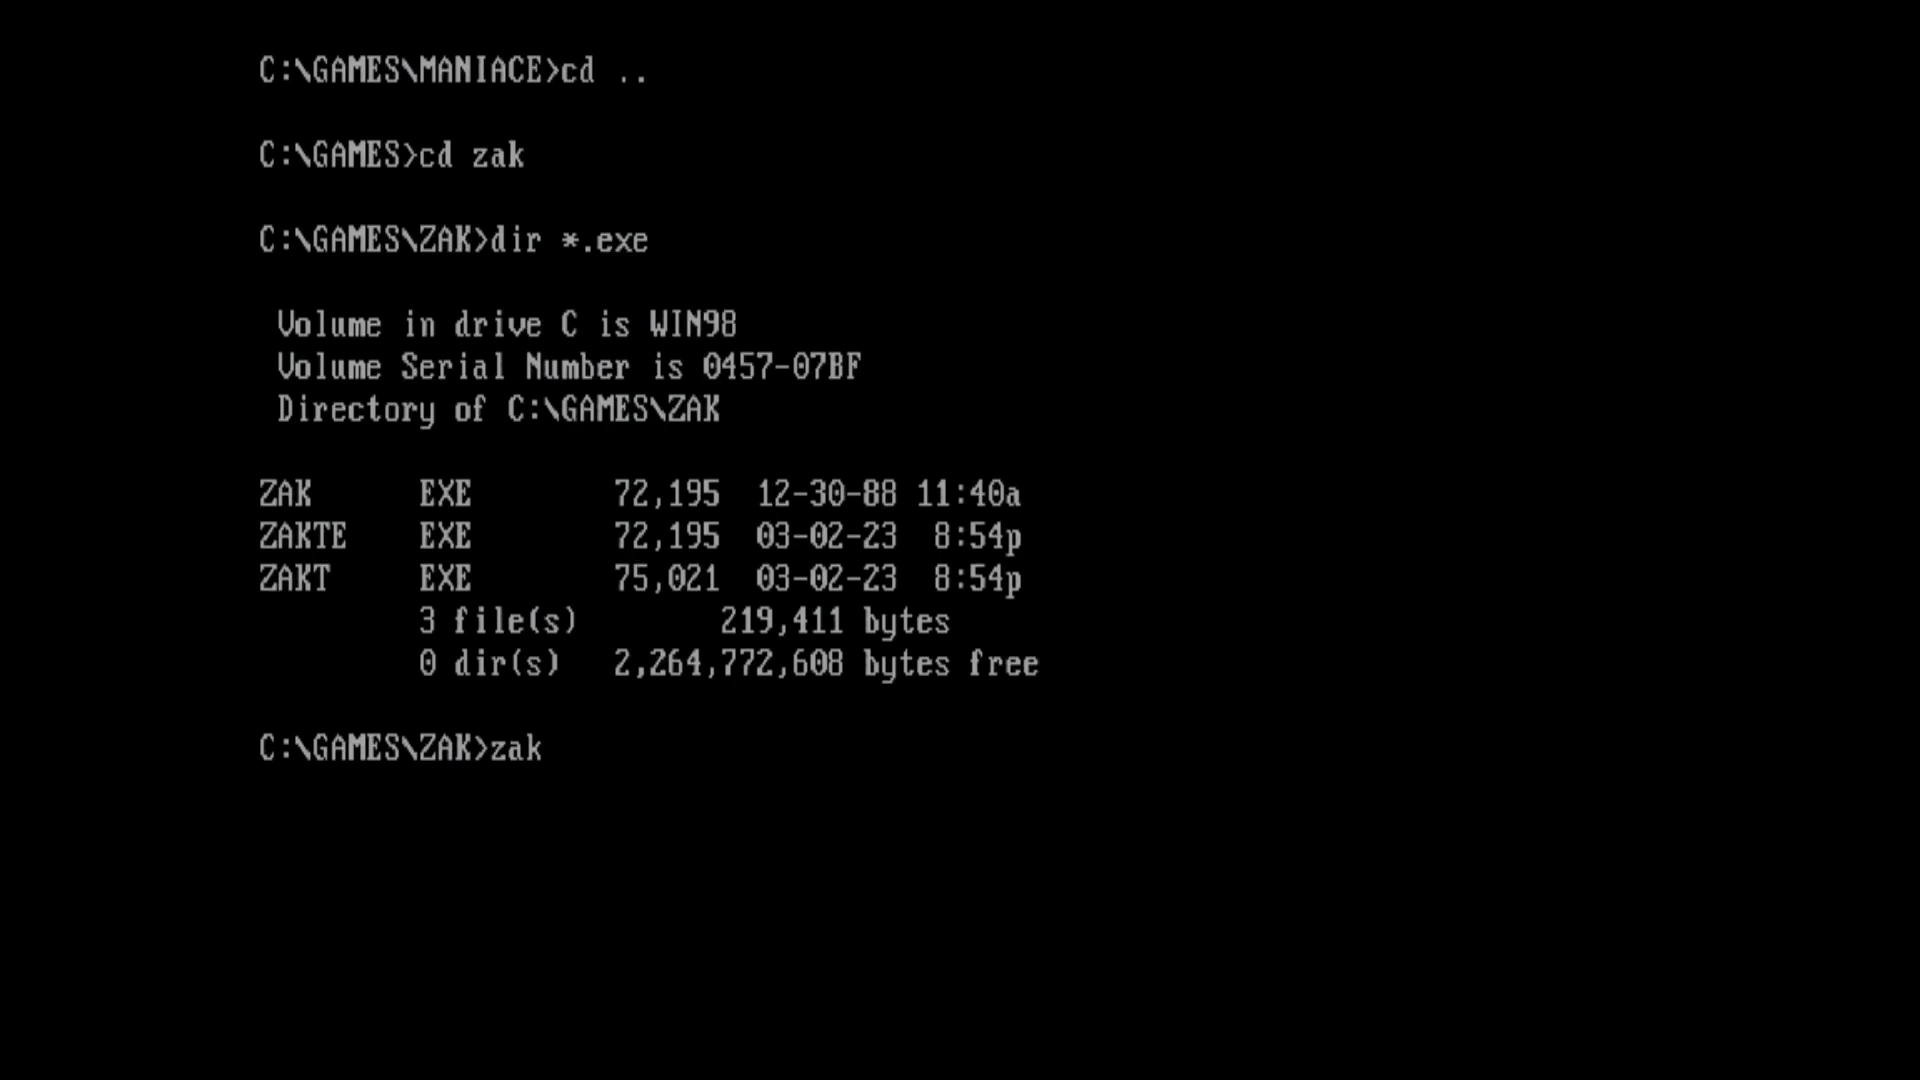 C:\GAMES\MANIACE>cd ..
C:\GAMES>cd zak
C:\GAMES\ZAK>dir *.exe
Volume in drive C is WIN98
Volume Serial Number is 0457-07BF
Directory of C:\GAMES\ZAK
ZAK      EXE        72,195  12-30-88 11:40a
ZAKTE    EXE        72,195  03-02-23  8:54p
ZAKT     EXE        75,021  03-02-23  8:54p
3 file(s)        219,411 bytes
0 dir(s)   2,264,772,608 bytes free
C:\GAMES\ZAK>zak